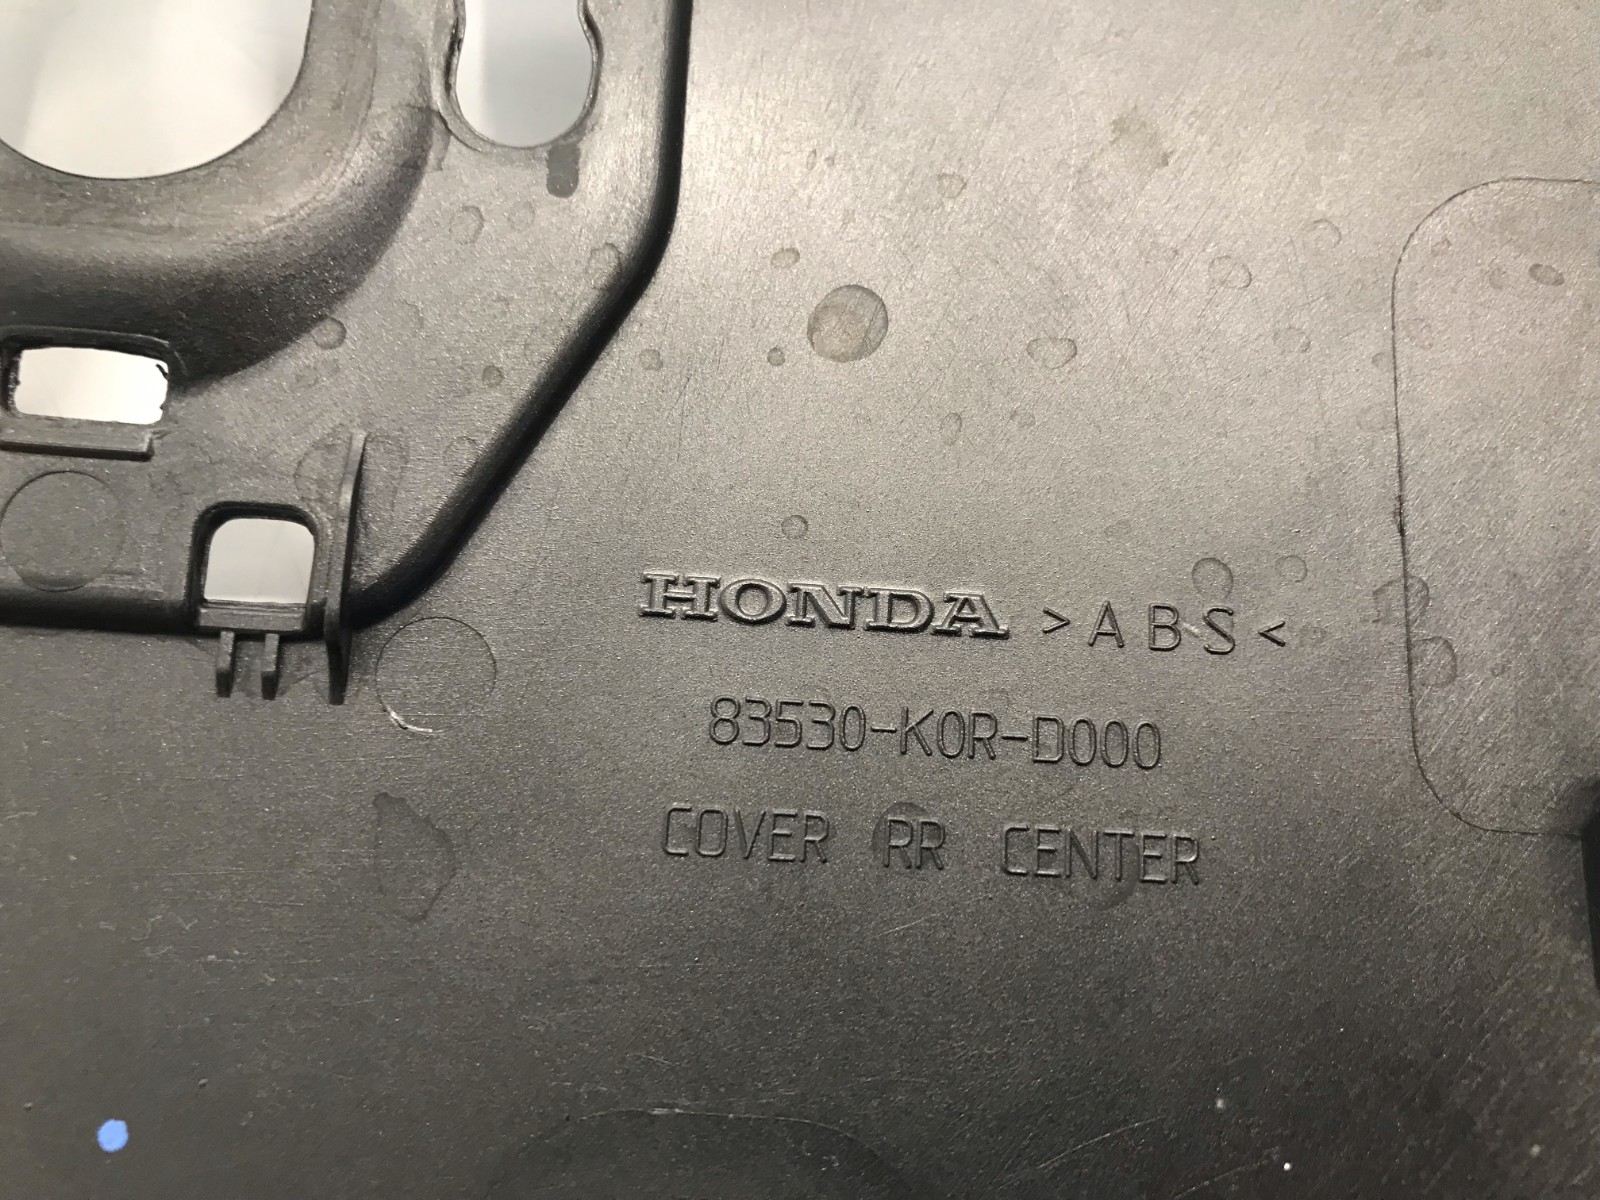 HONDA >ABS<
83530-K0R-D000
COVER RR CENTER